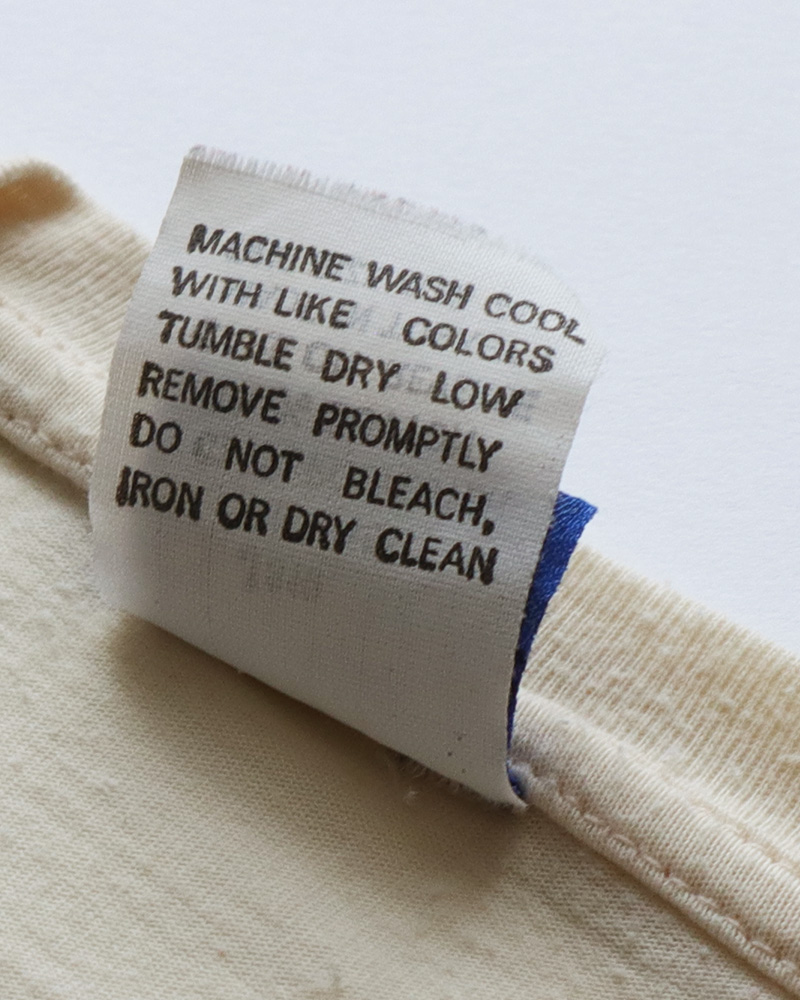 MACHINE WASH COOL
WITH LIKE COLORS
TUMBLE DRY LOW
REMOVE PROMPTLY
DO NOT BLEACH,
IRON OR DRY CLEAN